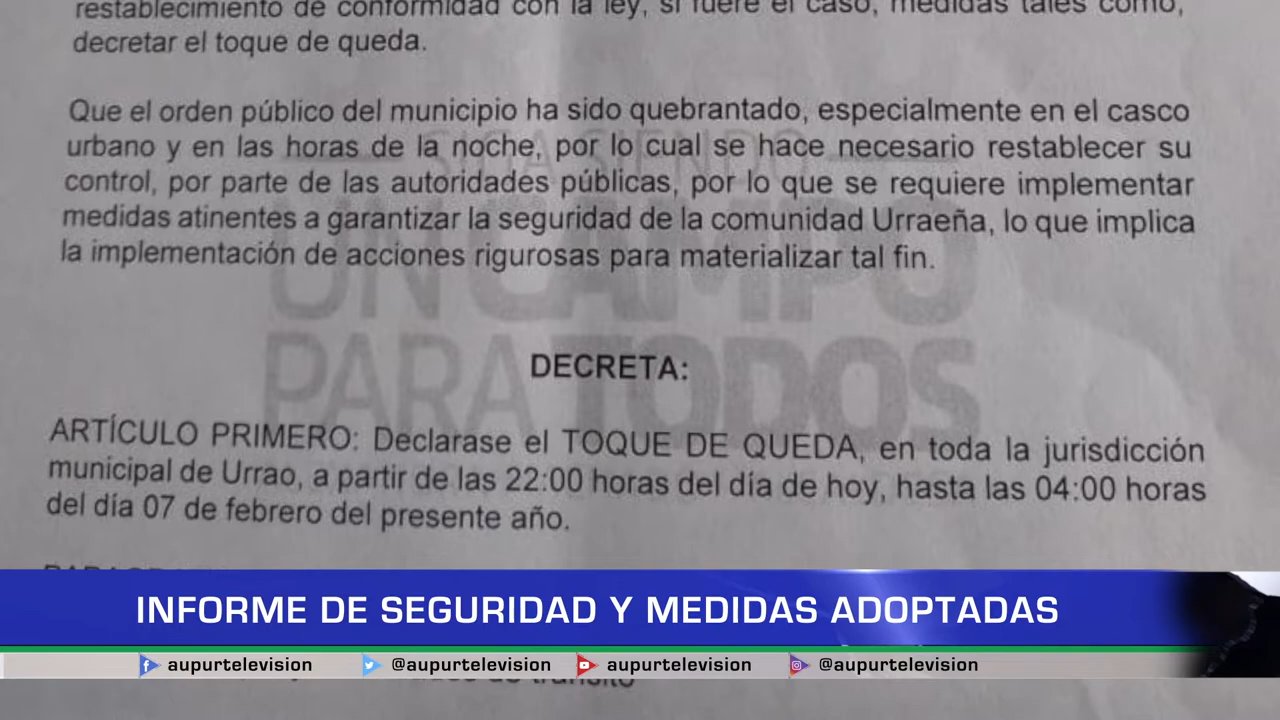 restablecimiento de conformidad con la ley, si fuere el caso, medidas tales como,
decretar el toque de queda.
Que el orden público del municipio ha sido quebrantado, especialmente en el casco
urbano y en las horas de la noche, por lo cual se hace necesario restablecer su
control, por parte de las autoridades públicas, por lo que se requiere implementar
medidas atinentes a garantizar la seguridad de la comunidad Urraeña, lo que implica
la implementación de acciones rigurosas para materializar tal fin.
SIGA SIENDO
UN CAMPO
PARA TODOS
DECRETA:
ARTÍCULO PRIMERO: Declarase el TOQUE DE QUEDA, en toda la jurisdicción
municipal de Urrao, a partir de las 22:00 horas del día de hoy, hasta las 04:00 horas
del día 07 de febrero del presente año.
INFORME DE SEGURIDAD Y MEDIDAS ADOPTADAS
aupurtelevision @aupurtelevision aupurtelevision @aupurtelevision